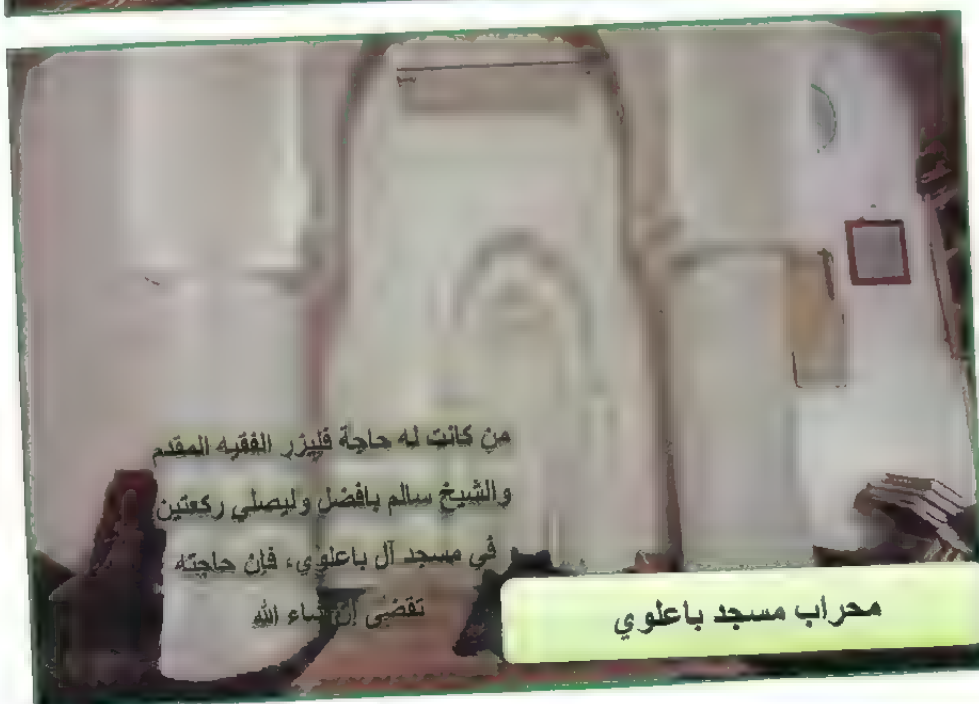 من كانت له حاجة فليزر الفقيه المقدم
والشيخ سالم بافضل وليصلي ركعتين
في مسجد آل باعلوي، فإن حاجته
تقضى إن شاء الله
محراب مسجد باعلوي